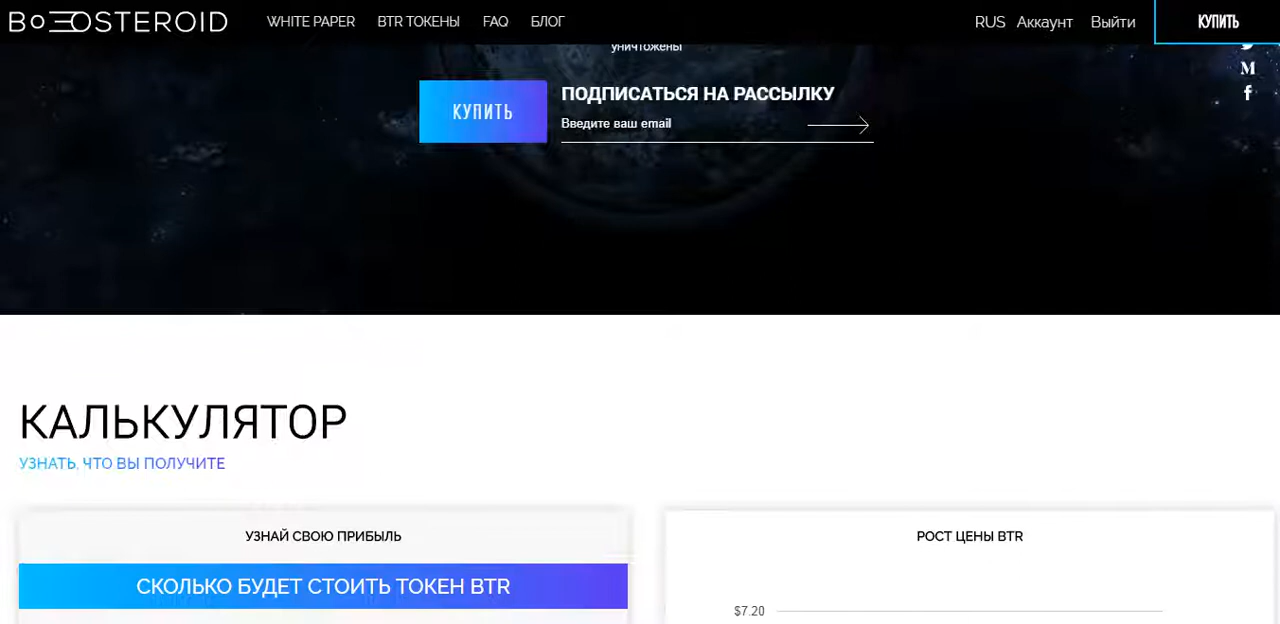 BOOSTEROID WHITE PAPER BTR ТОКЕНЫ FAQ БЛОГ RUS Аккаунт Выйти КУПИТЬ
уничтожены
КУПИТЬ
ПОДПИСАТЬСЯ НА РАССЫЛКУ
Введите ваш email
КАЛЬКУЛЯТОР
УЗНАТЬ, ЧТО ВЫ ПОЛУЧИТЕ
УЗНАЙ СВОЮ ПРИБЫЛЬ
СКОЛЬКО БУДЕТ СТОИТЬ ТОКЕН BTR
РОСТ ЦЕНЫ BTR
$7.20